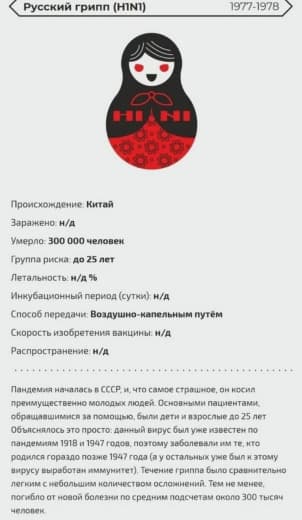 Русский грипп (H1N1) 1977-1978
H1 N1
Происхождение: Китай
Заражено: н/д
Умерло: 300 000 человек
Группа риска: до 25 лет
Летальность: н/д %
Инкубационный период (сутки): н/д
Способ передачи: Воздушно-капельным путём
Скорость изобретения вакцины: н/д
Распространение: н/д
Пандемия началась в СССР, и, что самое страшное, он косил
преимущественно молодых людей. Основными пациентами,
обращавшимися за помощью, были дети и взрослые до 25 лет
Объяснялось это просто: данный вирус был уже известен по
пандемиям 1918 и 1947 годов, поэтому заболевали им те, кто
родился гораздо позже 1947 года (а у остальных уже был к этому
вирусу выработан иммунитет). Течение гриппа было сравнительно
легким с небольшим количеством осложнений. Тем не менее,
погибло от новой болезни по средним подсчетам около 300 тысяч
человек.